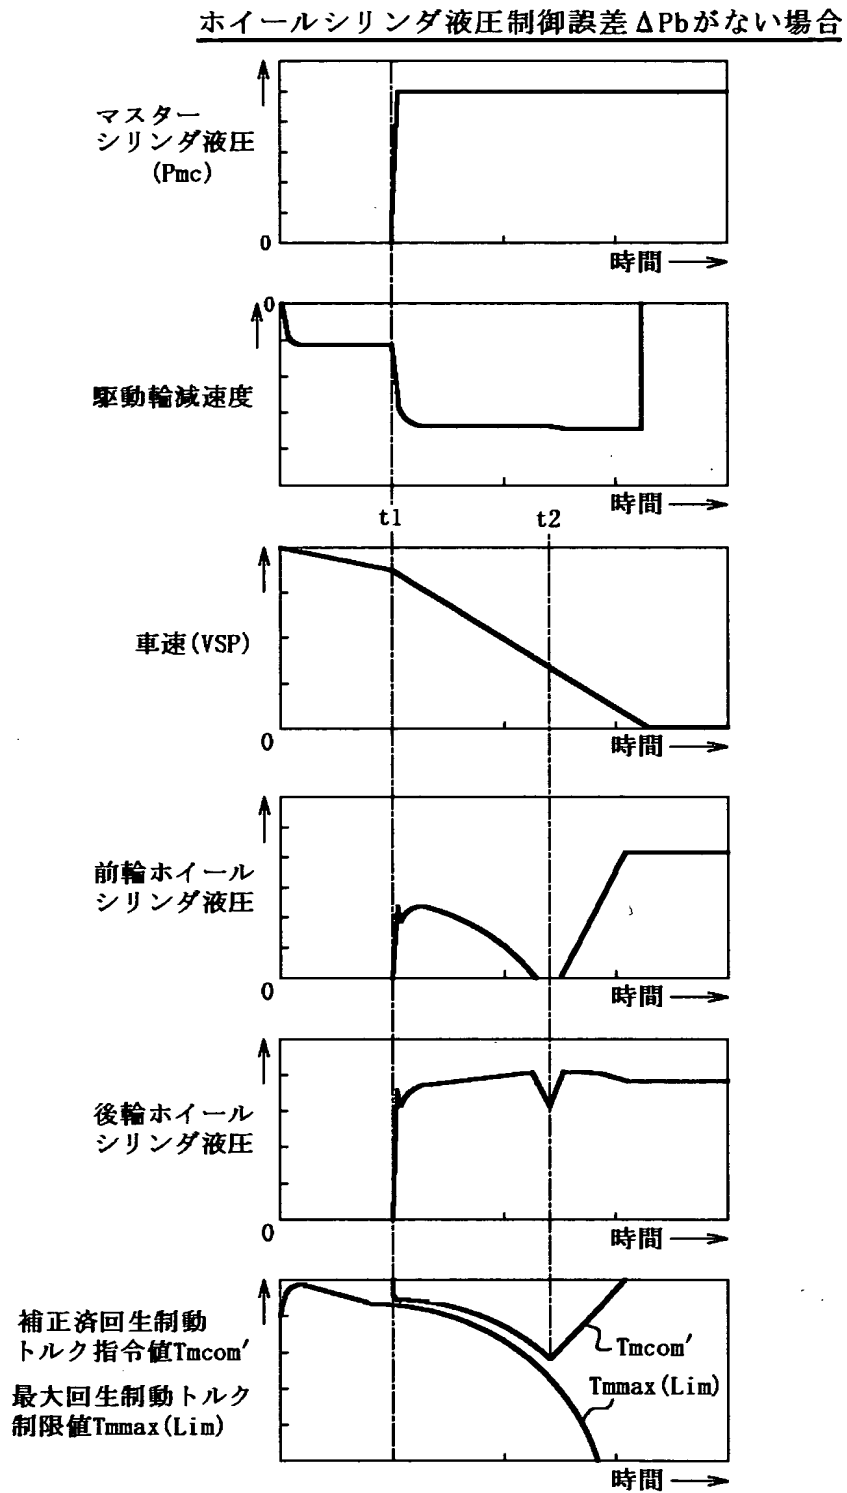 ホイールシリンダ液圧制御誤差ΔPbがない場合
マスター
シリンダ液圧
(Pmc)
0
時間
0
駆動輪減速度
時間
t1
t2
車速(VSP)
0
時間
前輪ホイール
シリンダ液圧
0
時間
後輪ホイール
シリンダ液圧
0
時間
補正済回生制動
トルク指令値Tmcom′
最大回生制動トルク
制限値Tmmax(Lim)
Tmcom′
Tmmax(Lim)
時間